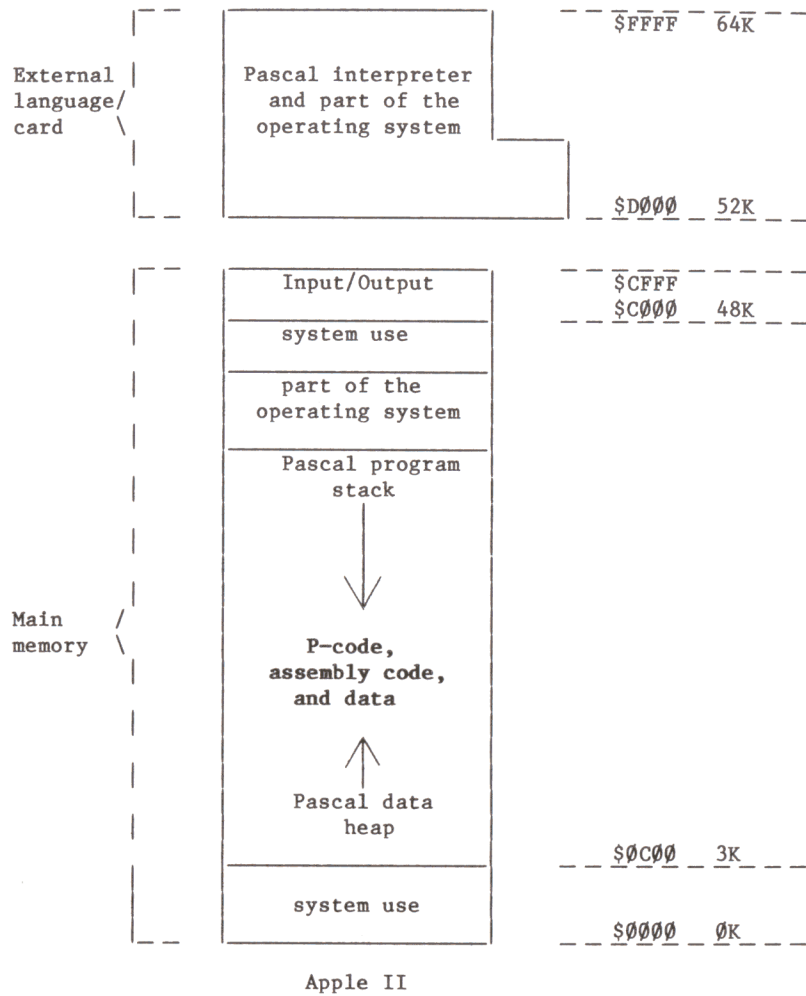 $FFFF 64K
External
language/
card \
Pascal interpreter
and part of the
operating system
$DØØØ 52K
Input/Output
$CFFF
$CØØØ 48K
system use
part of the
operating system
Pascal program
stack
Main /
memory \
P-code,
assembly code,
and data
Pascal data
heap
$ØCØØ 3K
system use
$ØØØØ ØK
Apple II